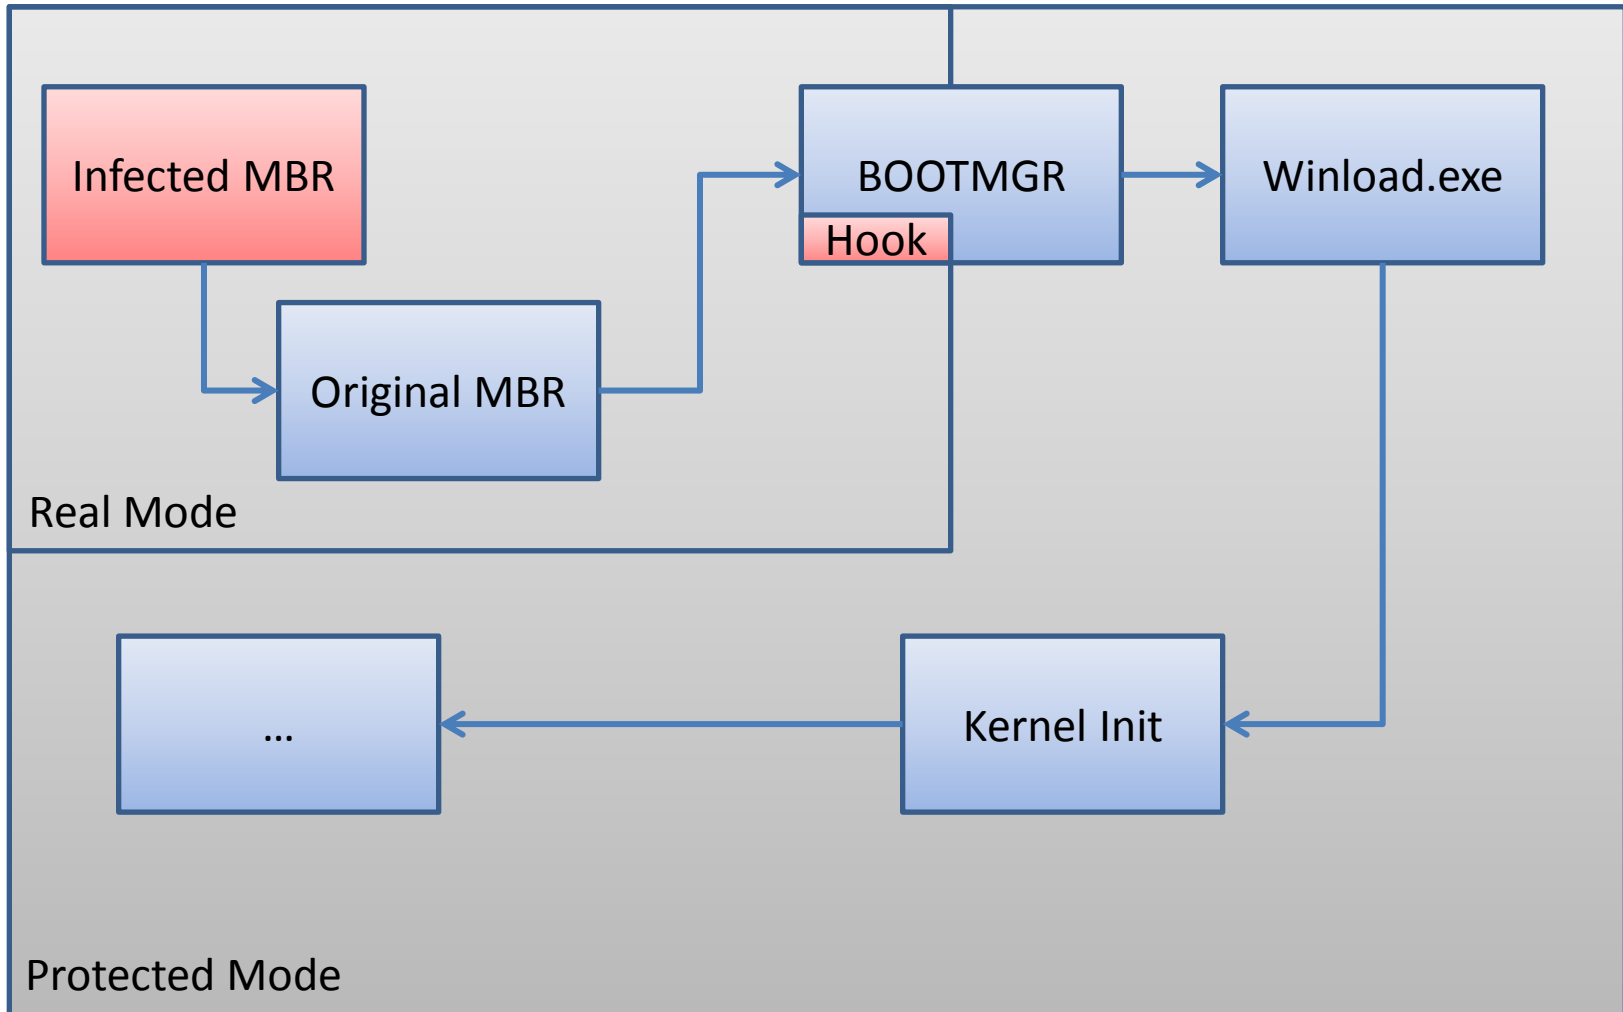 Infected MBR
BOOTMGR
Winload.exe
Hook
Original MBR
Real Mode
...
Kernel Init
Protected Mode